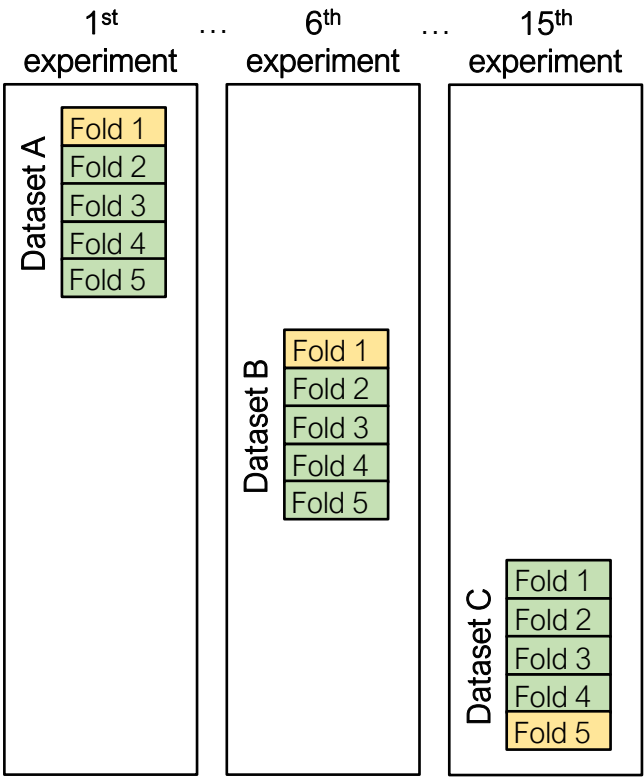 1st ... 6th ... 15th
experiment experiment experiment
Dataset A
Fold 1
Fold 2
Fold 3
Fold 4
Fold 5
Dataset B
Fold 1
Fold 2
Fold 3
Fold 4
Fold 5
Dataset C
Fold 1
Fold 2
Fold 3
Fold 4
Fold 5